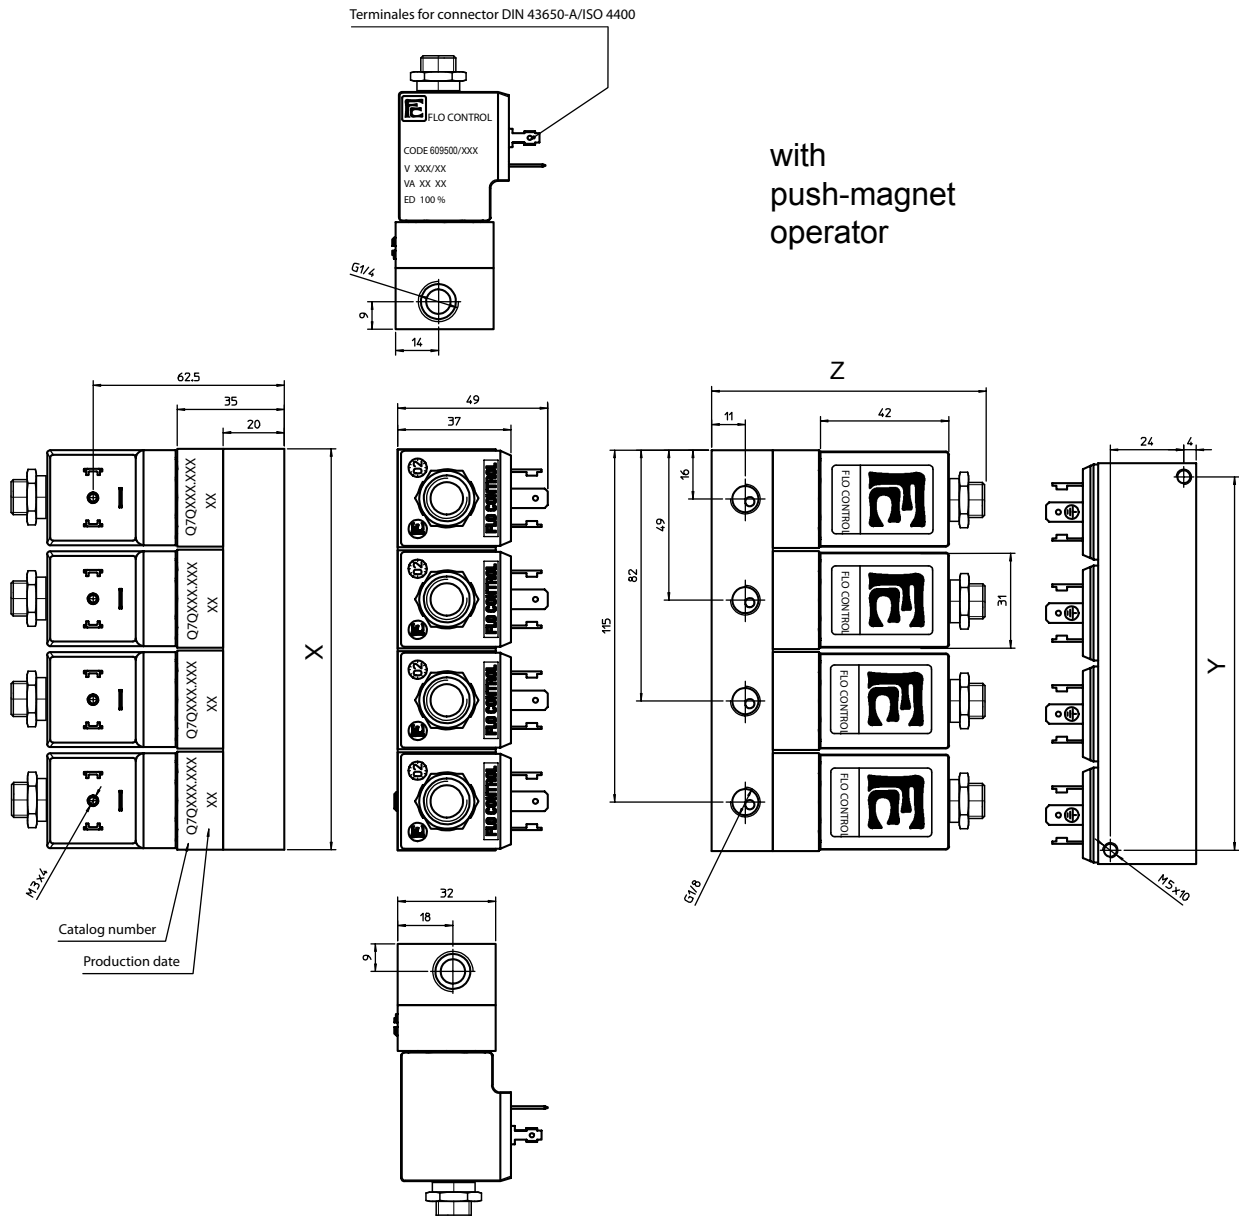 Terminales for connector DIN 43650-A/ISO 4400
FLO CONTROL
CODE 609500/XXX
V XXX/XX
VA XX XX
ED 100 %
with
push-magnet
operator
G1/4
9
14
62.5
35
20
Q7QXXX.XXX
XX
Q7QXXX.XXX
XX
Q7QXXX.XXX
XX
Q7QXXX.XXX
XX
X
M3x4
Catalog number
Production date
49
37
02
FLO CONTROL
02
FLO CONTROL
02
FLO CONTROL
02
FLO CONTROL
Z
11
42
16
49
82
115
31
FLO CONTROL
FLO CONTROL
FLO CONTROL
FLO CONTROL
G1/8
24
4
Y
M5x10
32
18
9